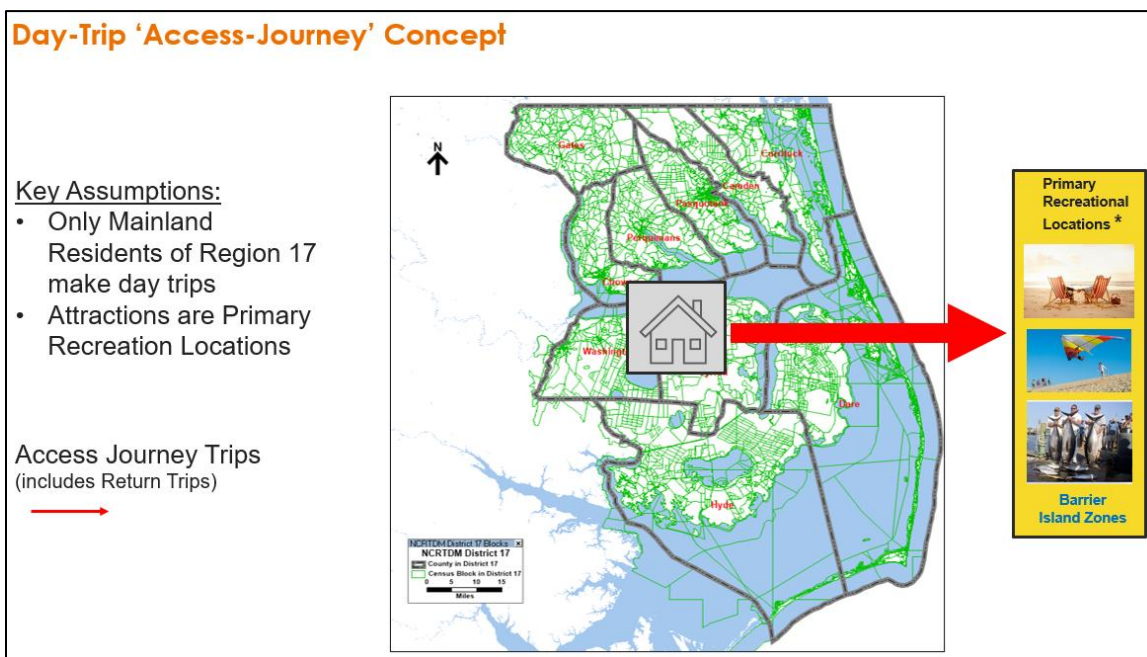 Day-Trip ‘Access-Journey’ Concept
Key Assumptions:
• Only Mainland
Residents of Region 17
make day trips
• Attractions are Primary
Recreation Locations
Access Journey Trips
(includes Return Trips)
N
Gates
Currituck
Camden
Pasquotank
Perquimans
Washington
Dare
Hyde
NCRTDM District 17 Blocks
NCRTDM District 17
County in District 17
Census Block in District 17
0 5 10 15
Miles
Primary
Recreational
Locations *
Barrier
Island Zones